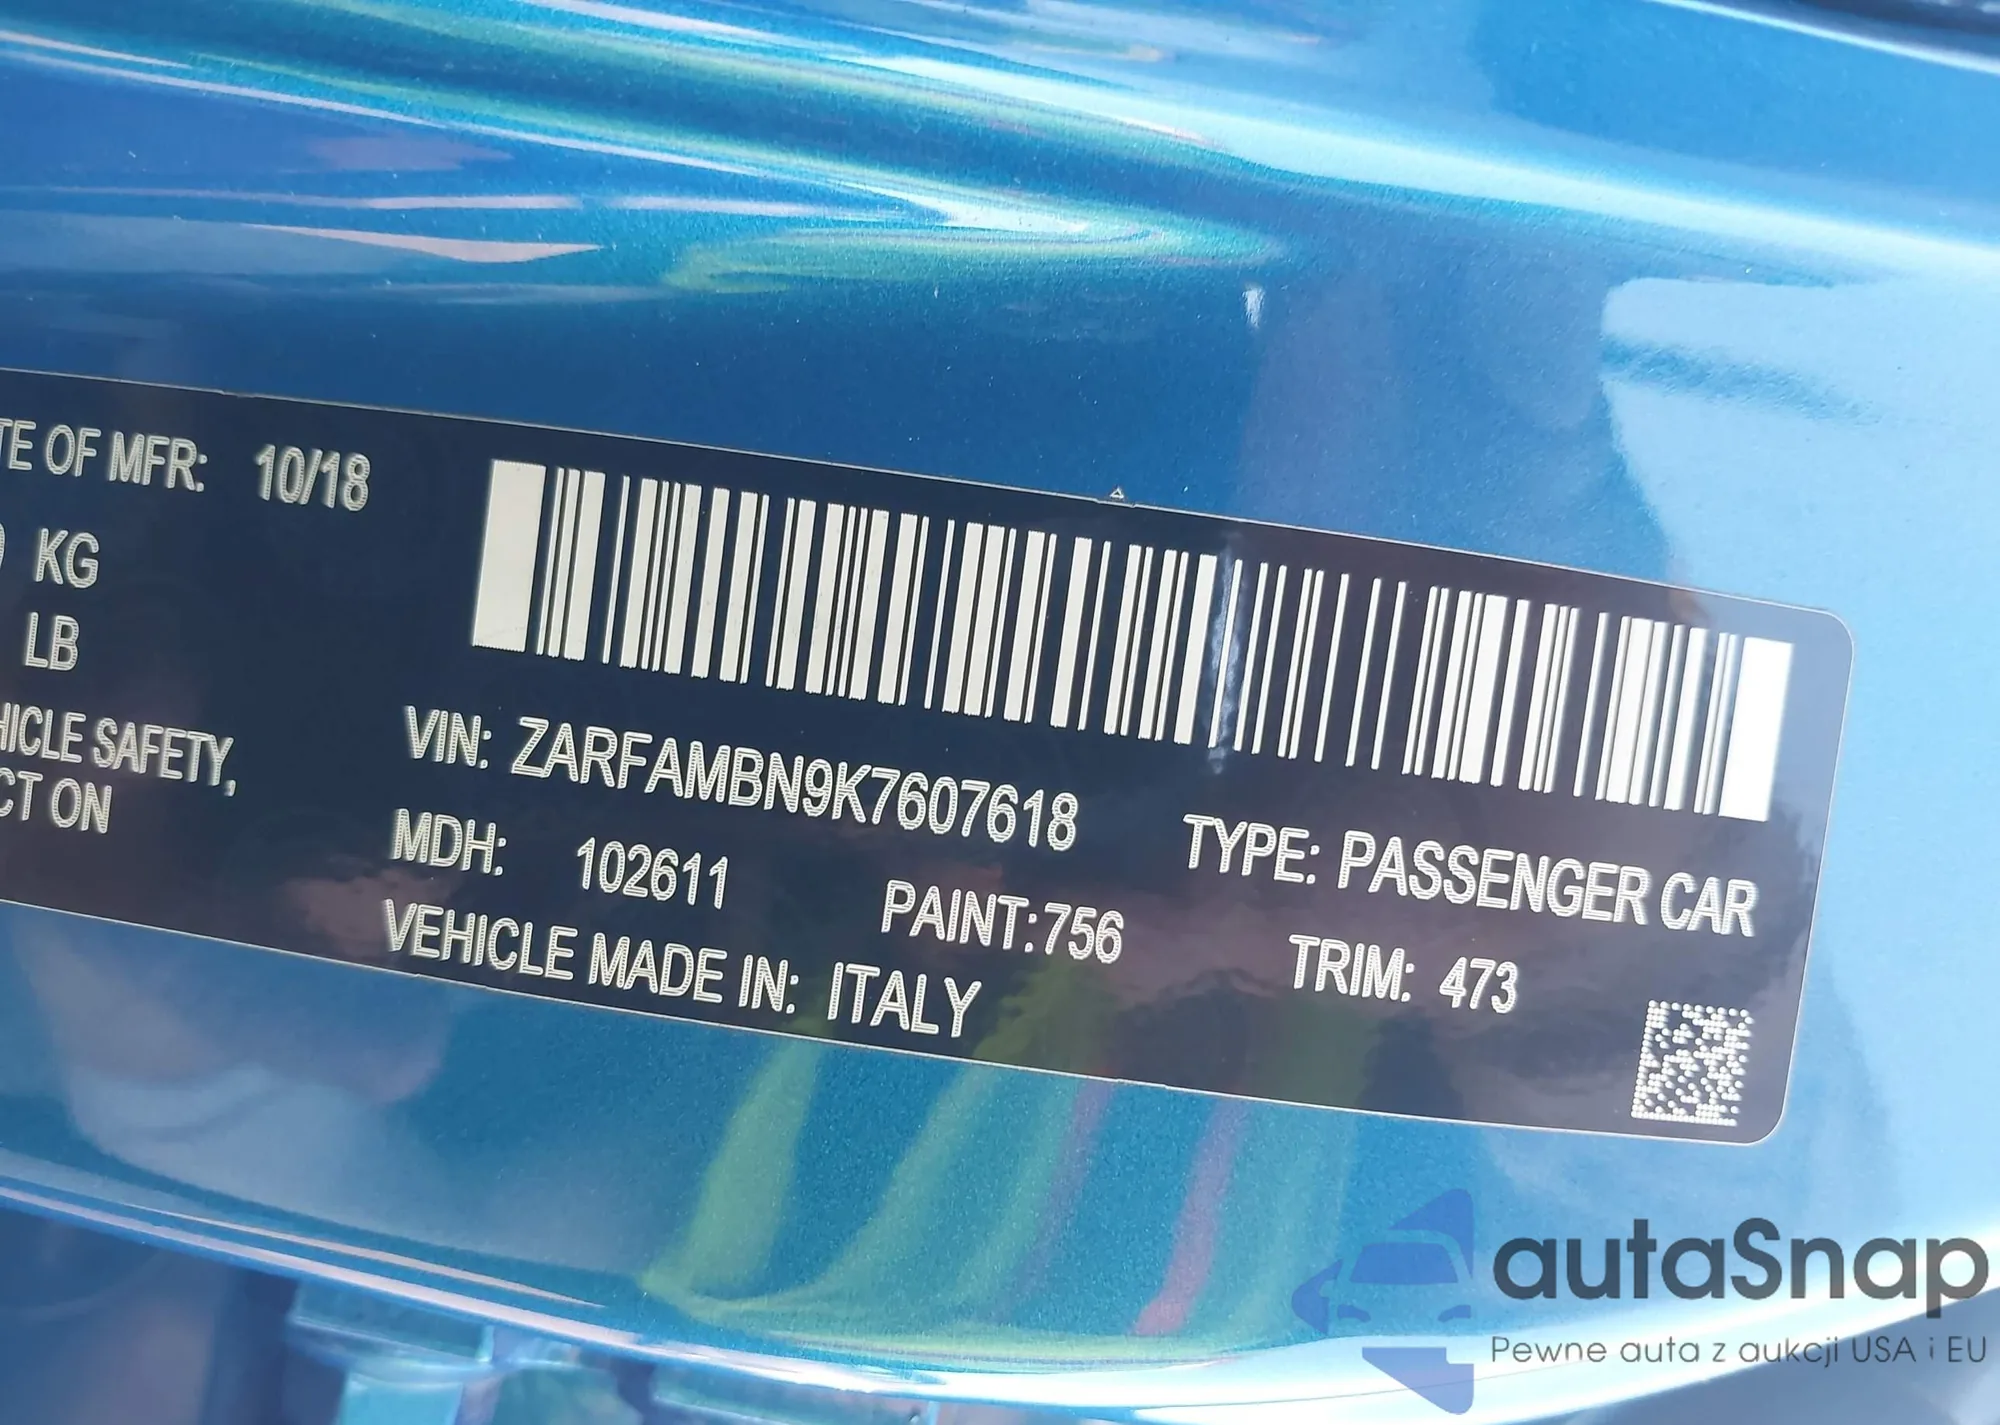 TE OF MFR: 10/18
KG
LB
HICLE SAFETY,
CT ON
VIN: ZARFAMBN9K7607618
TYPE: PASSENGER CAR
MDH: 102611
PAINT:756
TRIM: 473
VEHICLE MADE IN: ITALY
autaSnap
Pewne auta z aukcji USA i EU